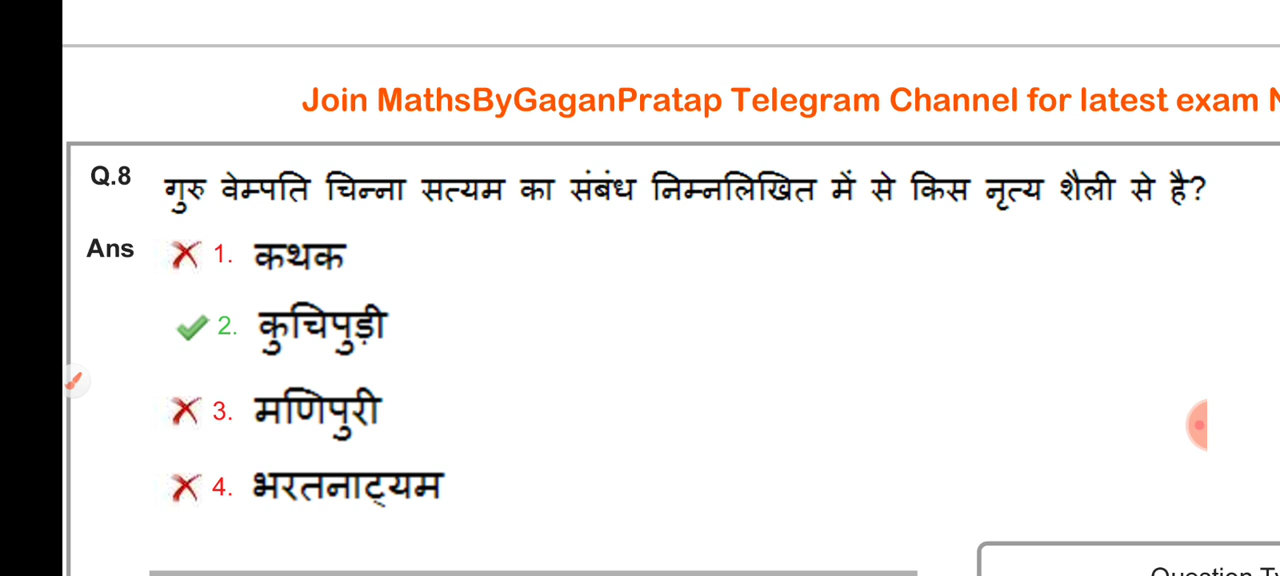 Join MathsByGaganPratap Telegram Channel for latest exam
Q.8 गुरु वेम्पति चिन्ना सत्यम का संबंध निम्नलिखित में से किस नृत्य शैली से है?
Ans 1. कथक
2. कुचिपुड़ी
3. मणिपुरी
4. भरतनाट्यम
Question